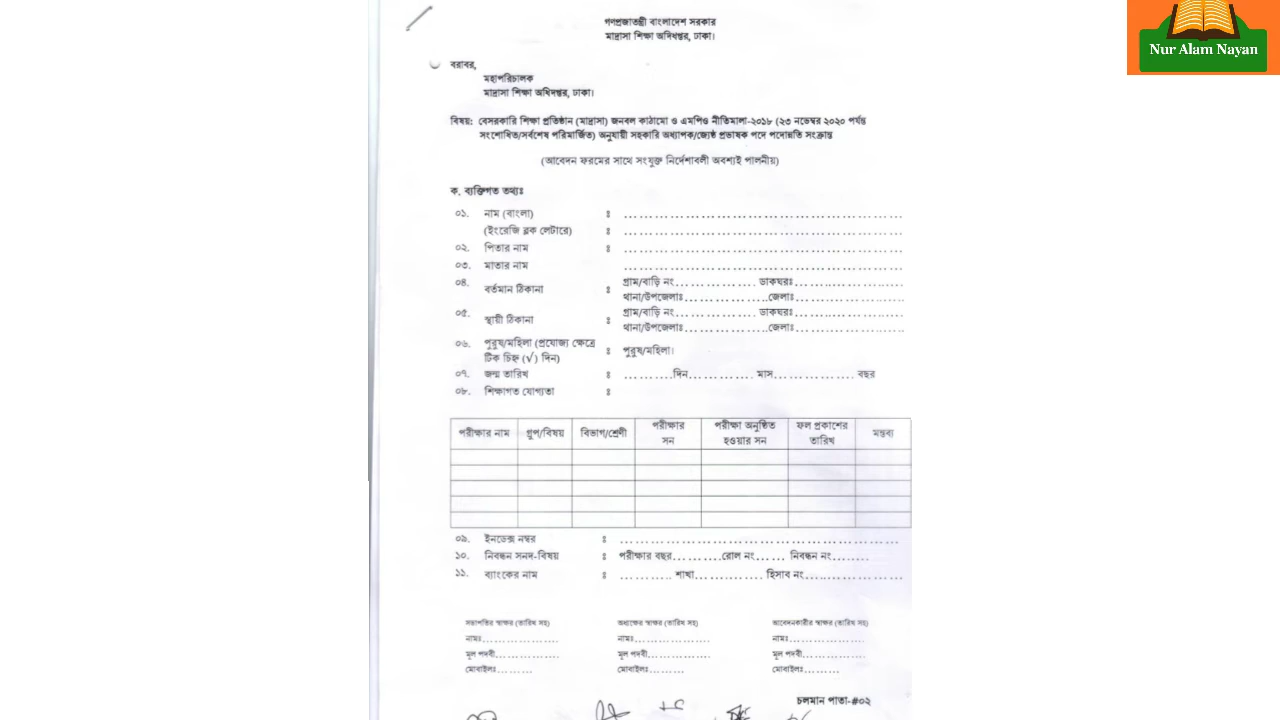 Nur Alam Nayan
গণপ্রজাতন্ত্রী বাংলাদেশ সরকার
মাদ্রাসা শিক্ষা অদিধপ্তর, ঢাকা।
বরাবর,
মহাপরিচালক
মাদ্রাসা শিক্ষা অধিদপ্তর, ঢাকা।
বিষয়: বেসরকারি শিক্ষা প্রতিষ্ঠান (মাদ্রাসা) জনবল কাঠামো ও এমপিও নীতিমালা-২০১৮ (২৩ নভেম্বর ২০২০ পর্যন্ত
সংশোধিত/সর্বশেষ পরিমার্জিত) অনুযায়ী সহকারি অধ্যাপক/জ্যেষ্ঠ প্রভাষক পদে পদোন্নতি সংক্রান্ত
(আবেদন ফরমের সাথে সংযুক্ত নির্দেশাবলী অবশ্যই পালনীয়)
ক. ব্যক্তিগত তথ্যঃ
০১. নাম (বাংলা) ঃ ....................
(ইংরেজি ব্লক লেটারে) ঃ ....................
০২. পিতার নাম ঃ ....................
০৩. মাতার নাম ....................
০৪. বর্তমান ঠিকানা ঃ গ্রাম/বাড়ি নং............... ডাকঘরঃ...............
থানা/উপজেলাঃ...............জেলাঃ...............
০৫. স্থায়ী ঠিকানা ঃ গ্রাম/বাড়ি নং............... ডাকঘরঃ...............
থানা/উপজেলাঃ...............জেলাঃ...............
০৬. পুরুষ/মহিলা (প্রযোজ্য ক্ষেত্রে
টিক চিহ্ন (√) দিন) ঃ পুরুষ/মহিলা।
০৭. জন্ম তারিখ ঃ ..........দিন............. মাস................ বছর
০৮. শিক্ষাগত যোগ্যতা ঃ
পরীক্ষার নাম গ্রুপ/বিষয় বিভাগ/শ্রেণী পরীক্ষার সন পরীক্ষা অনুষ্ঠিত হওয়ার সন ফল প্রকাশের তারিখ মন্তব্য
০৯. ইনডেক্স নম্বর ঃ ....................
১০. নিবন্ধন সনদ-বিষয় ঃ পরীক্ষার বছর..........রোল নং...... নিবন্ধন নং........
১১. ব্যাংকের নাম ঃ ........... শাখা.............. হিসাব নং....................
সভাপতির স্বাক্ষর (তারিখ সহ) অধ্যক্ষের স্বাক্ষর (তারিখ সহ) আবেদনকারীর স্বাক্ষর (তারিখ সহ)
নামঃ.................... নামঃ.................... নামঃ....................
মূল পদবী................ মূল পদবী................ মূল পদবী................
মোবাইলঃ......... মোবাইলঃ......... মোবাইলঃ.........
চলমান পাতা-#০২